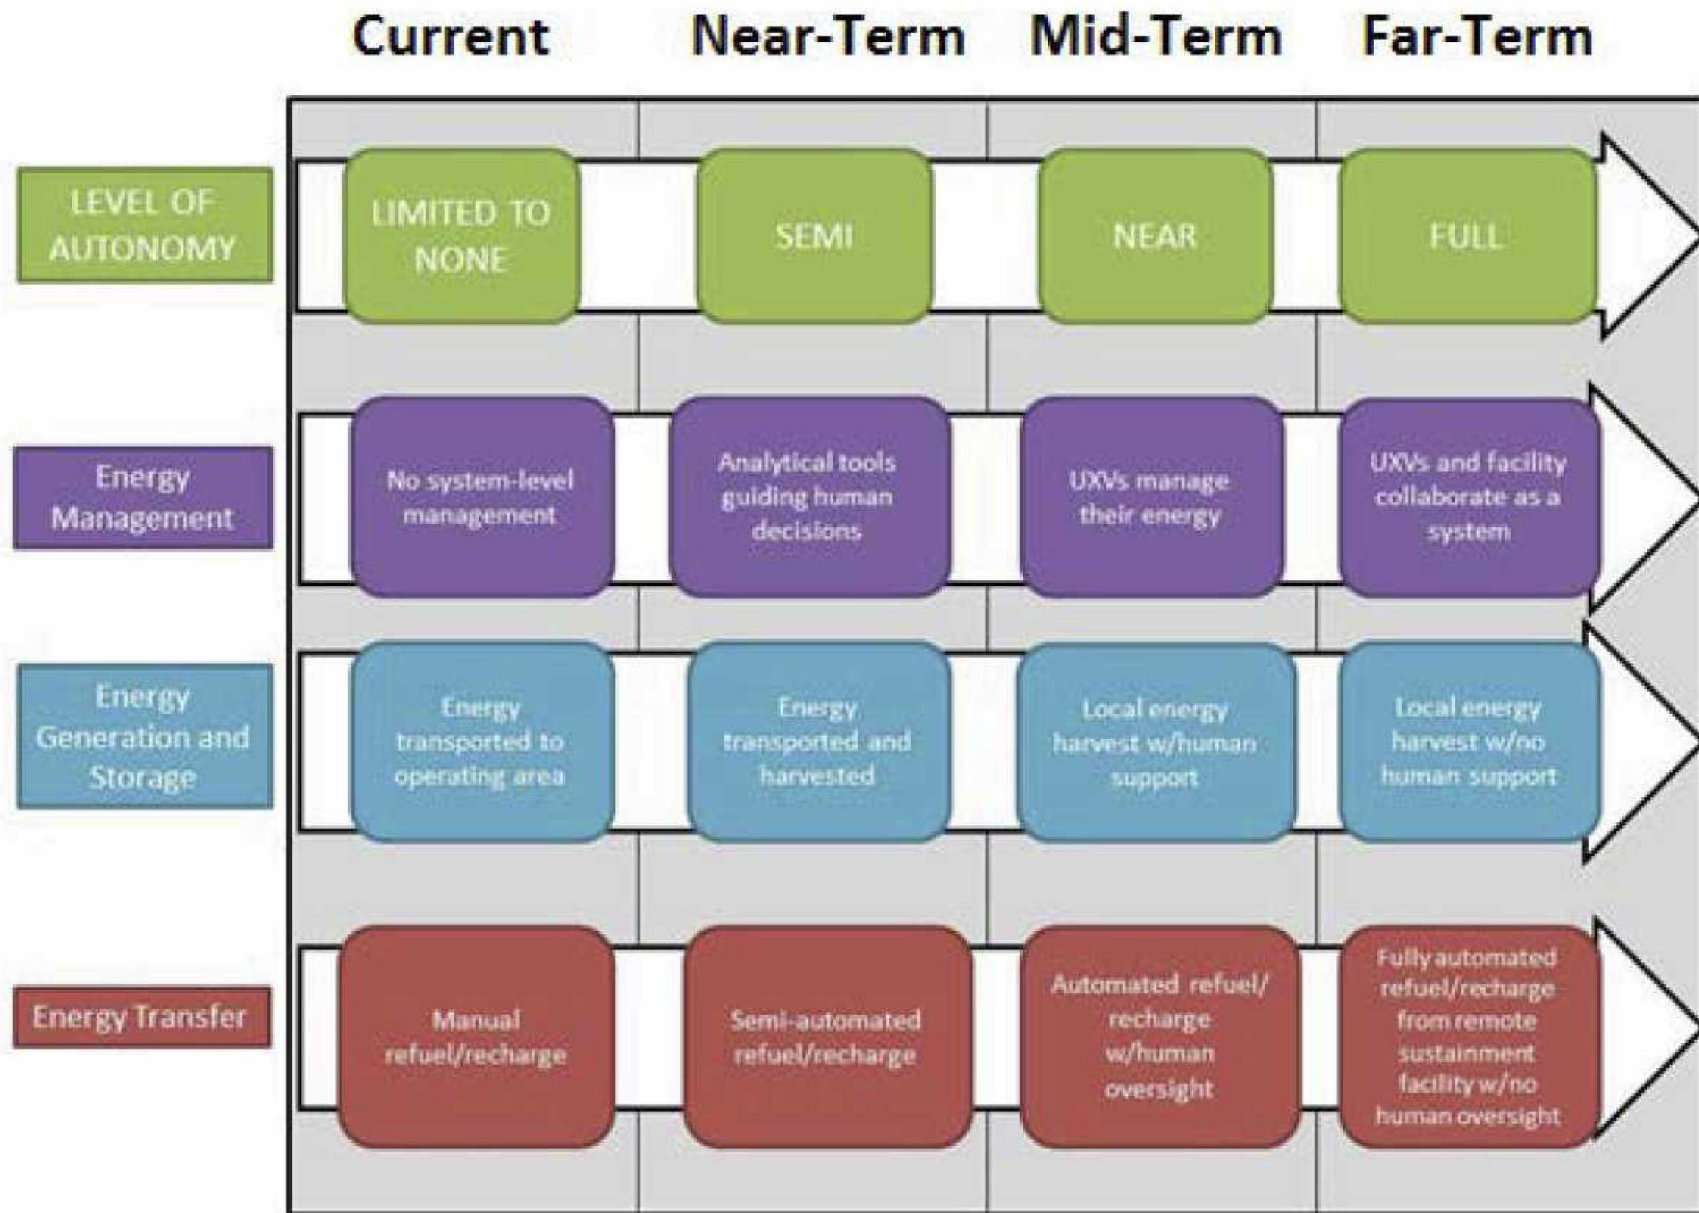 Current Near-Term Mid-Term Far-Term
LEVEL OF
AUTONOMY
LIMITED TO
NONE
SEMI
NEAR
FULL
Energy
Management
No system-level
management
Analytical tools
guiding human
decisions
UXVs manage
their energy
UXVs and facility
collaborate as a
system
Energy
Generation and
Storage
Energy
transported to
operating area
Energy
transported and
harvested
Local energy
harvest w/human
support
Local energy
harvest w/no
human support
Energy Transfer
Manual
refuel/recharge
Semi-automated
refuel/recharge
Automated refuel/
recharge
w/human
oversight
Fully automated
refuel/recharge
from remote
sustainment
facility w/no
human oversight